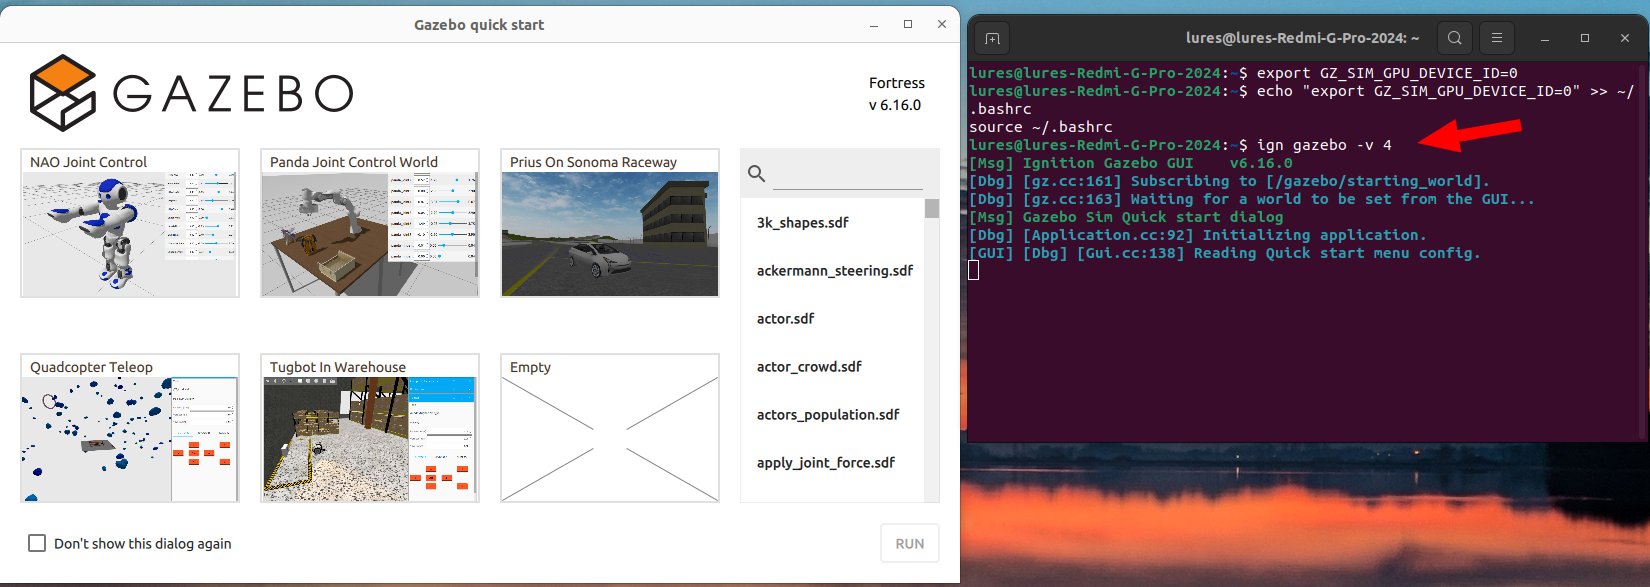 Gazebo quick start
GAZEBO
Fortress
v 6.16.0
NAO Joint Control
Panda Joint Control World
Prius On Sonoma Raceway
3k_shapes.sdf
ackermann_steering.sdf
actor.sdf
actor_crowd.sdf
actors_population.sdf
apply_joint_force.sdf
Quadcopter Teleop
Tugbot In Warehouse
Empty
Don't show this dialog again
RUN
lures@lures-Redmi-G-Pro-2024: ~
lures@lures-Redmi-G-Pro-2024:~$ export GZ_SIM_GPU_DEVICE_ID=0
lures@lures-Redmi-G-Pro-2024:~$ echo "export GZ_SIM_GPU_DEVICE_ID=0" >> ~/
.bashrc
source ~/.bashrc
lures@lures-Redmi-G-Pro-2024:~$ ign gazebo -v 4
[Msg] Ignition Gazebo GUI    v6.16.0
[Dbg] [gz.cc:161] Subscribing to [/gazebo/starting_world].
[Dbg] [gz.cc:163] Waiting for a world to be set from the GUI...
[Msg] Gazebo Sim Quick start dialog
[Dbg] [Application.cc:92] Initializing application.
[GUI] [Dbg] [Gui.cc:138] Reading Quick start menu config.